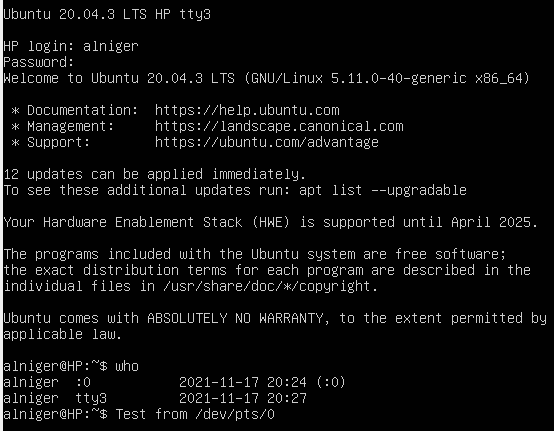 Ubuntu 20.04.3 LTS HP tty3
HP login: alniger
Password:
Welcome to Ubuntu 20.04.3 LTS (GNU/Linux 5.11.0-40-generic x86_64)
* Documentation:  https://help.ubuntu.com
* Management:     https://landscape.canonical.com
* Support:        https://ubuntu.com/advantage
12 updates can be applied immediately.
To see these additional updates run: apt list --upgradable
Your Hardware Enablement Stack (HWE) is supported until April 2025.
The programs included with the Ubuntu system are free software;
the exact distribution terms for each program are described in the
individual files in /usr/share/doc/*/copyright.
Ubuntu comes with ABSOLUTELY NO WARRANTY, to the extent permitted by
applicable law.
alniger@HP:~$ who
alniger  :0           2021-11-17 20:24 (:0)
alniger  tty3         2021-11-17 20:27
alniger@HP:~$ Test from /dev/pts/0